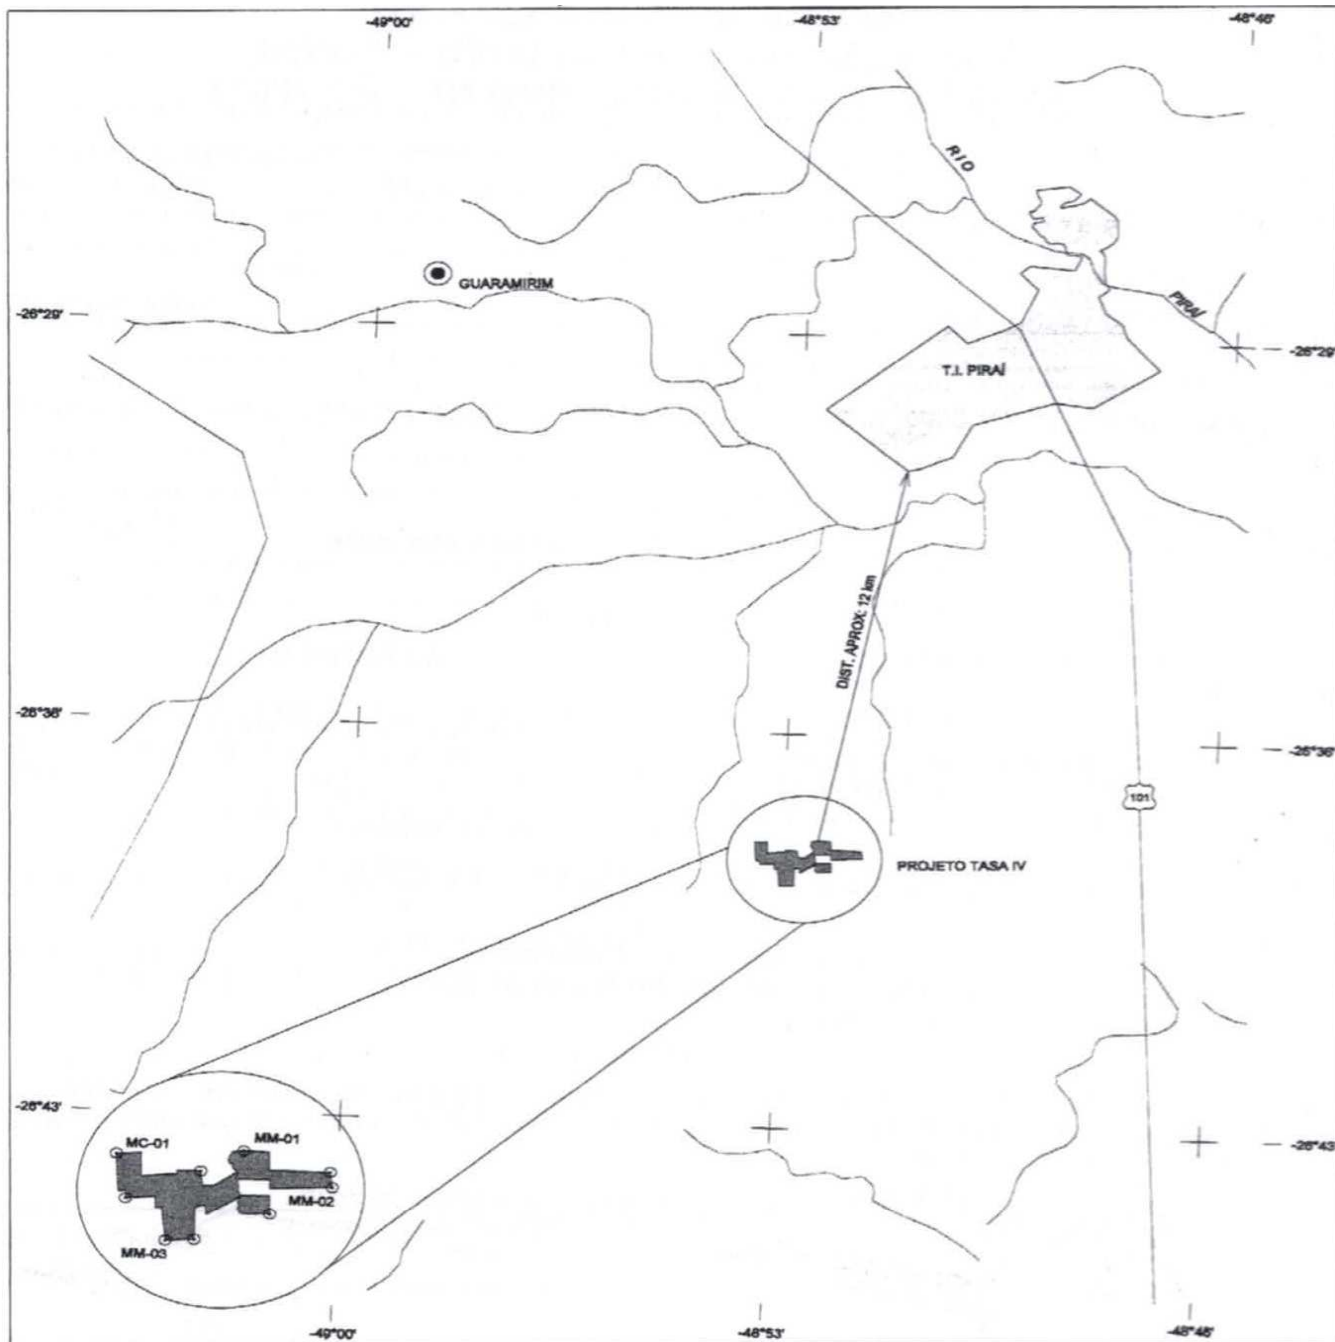 -49°00'
-48°53'
-48°46'
RIO
GUARAMIRIM
PIRAÍ
-26°29'
-26°29'
T.I. PIRAÍ
DIST. APROX: 12 km
-26°36'
-26°36'
101
PROJETO TASA IV
-26°43'
-26°43'
MC-01
MM-01
MM-02
MM-03
-49°00'
-48°53'
-48°46'